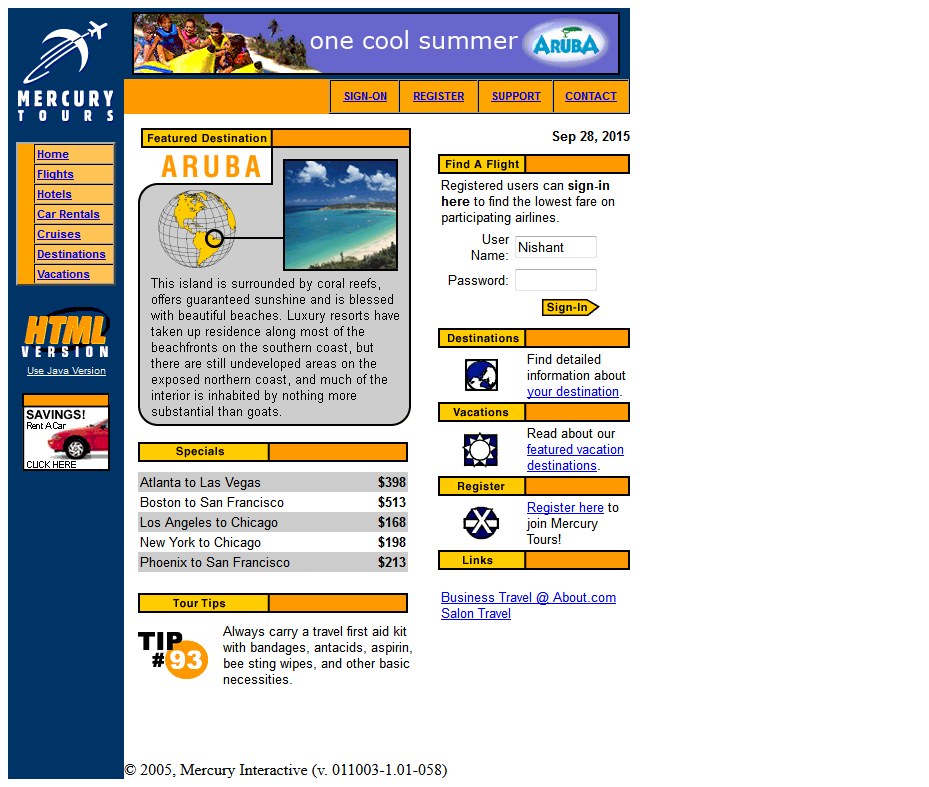 MERCURY
TOURS
one cool summer ARUBA
SIGN-ON REGISTER SUPPORT CONTACT
Home
Flights
Hotels
Car Rentals
Cruises
Destinations
Vacations
HTML
VERSION
Use Java Version
SAVINGS!
Rent A Car
CLICK HERE
Featured Destination
ARUBA
This island is surrounded by coral reefs,
offers guaranteed sunshine and is blessed
with beautiful beaches. Luxury resorts have
taken up residence along most of the
beachfronts on the southern coast, but
there are still undeveloped areas on the
exposed northern coast, and much of the
interior is inhabited by nothing more
substantial than goats.
Specials
Atlanta to Las Vegas $398
Boston to San Francisco $513
Los Angeles to Chicago $168
New York to Chicago $198
Phoenix to San Francisco $213
Tour Tips
TIP
#93
Always carry a travel first aid kit
with bandages, antacids, aspirin,
bee sting wipes, and other basic
necessities.
Sep 28, 2015
Find A Flight
Registered users can sign-in
here to find the lowest fare on
participating airlines.
User
Name: Nishant
Password:
Sign-In
Destinations
Find detailed
information about
your destination.
Vacations
Read about our
featured vacation
destinations.
Register
Register here to
join Mercury
Tours!
Links
Business Travel @ About.com
Salon Travel
© 2005, Mercury Interactive (v. 011003-1.01-058)